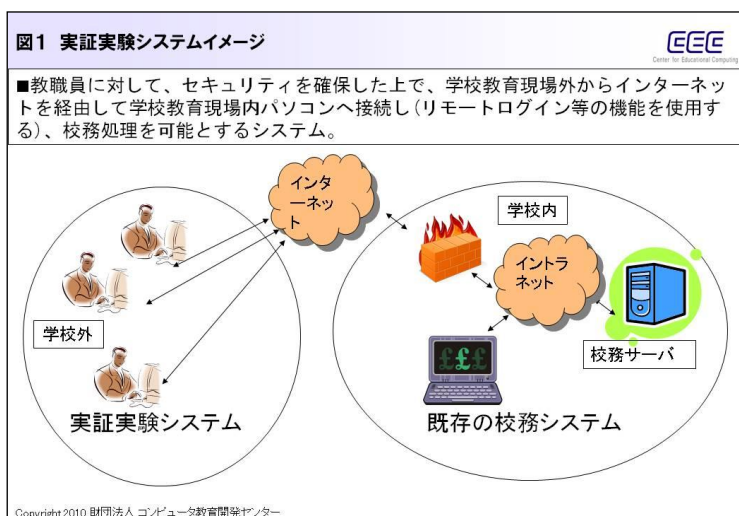 図1 実証実験システムイメージ
CEC
Center for Educational Computing
■教職員に対して、セキュリティを確保した上で、学校教育現場外からインターネッ
トを経由して学校教育現場内パソコンへ接続し(リモートログイン等の機能を使用す
る)、校務処理を可能とするシステム。
インタ
ーネッ
ト
学校内
イントラ
ネット
学校外
£££
校務サーバ
実証実験システム
既存の校務システム
Copyright 2010 財団法人 コンピュータ教育開発センター